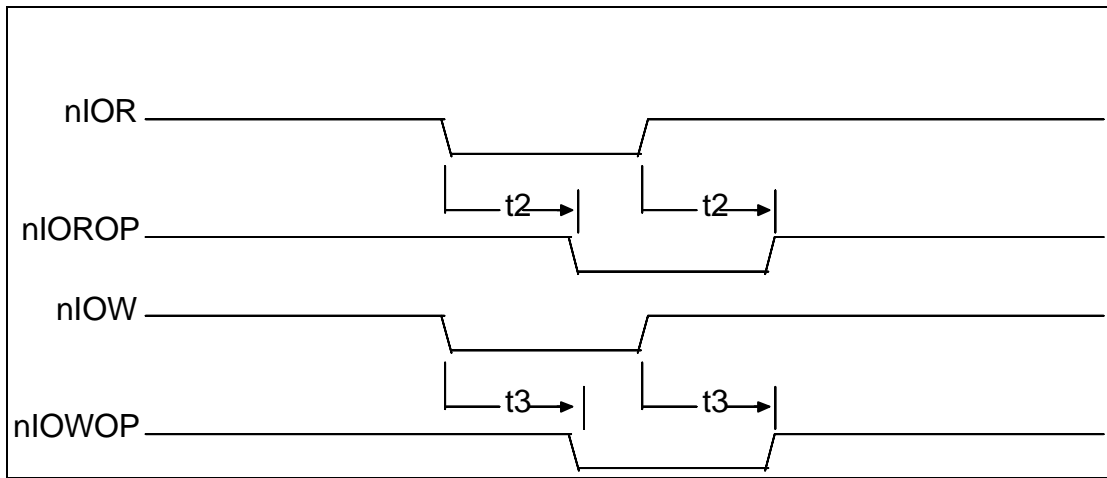 nIOR
t2 t2
nIOROP
nIOW
t3 t3
nIOWOP